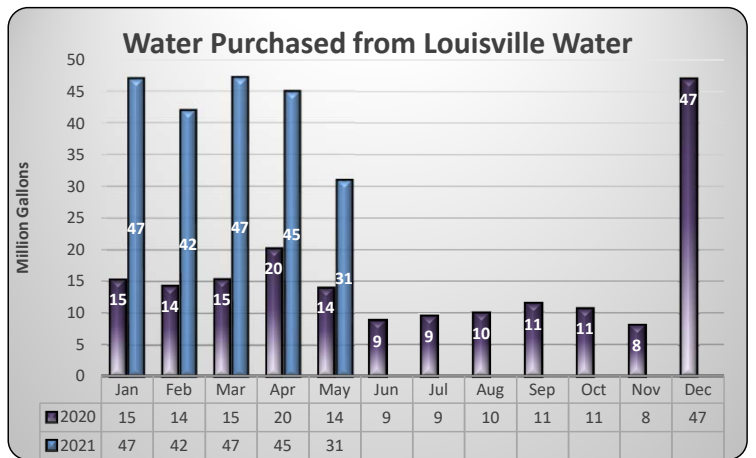 Water Purchased from Louisville Water
Million Gallons
50
45
40
35
30
25
20
15
10
5
0
15 47 14 42 15 47 20 45 14 31 9 9 10 11 11 8 47
Jan Feb Mar Apr May Jun Jul Aug Sep Oct Nov Dec
2020 15 14 15 20 14 9 9 10 11 11 8 47
2021 47 42 47 45 31